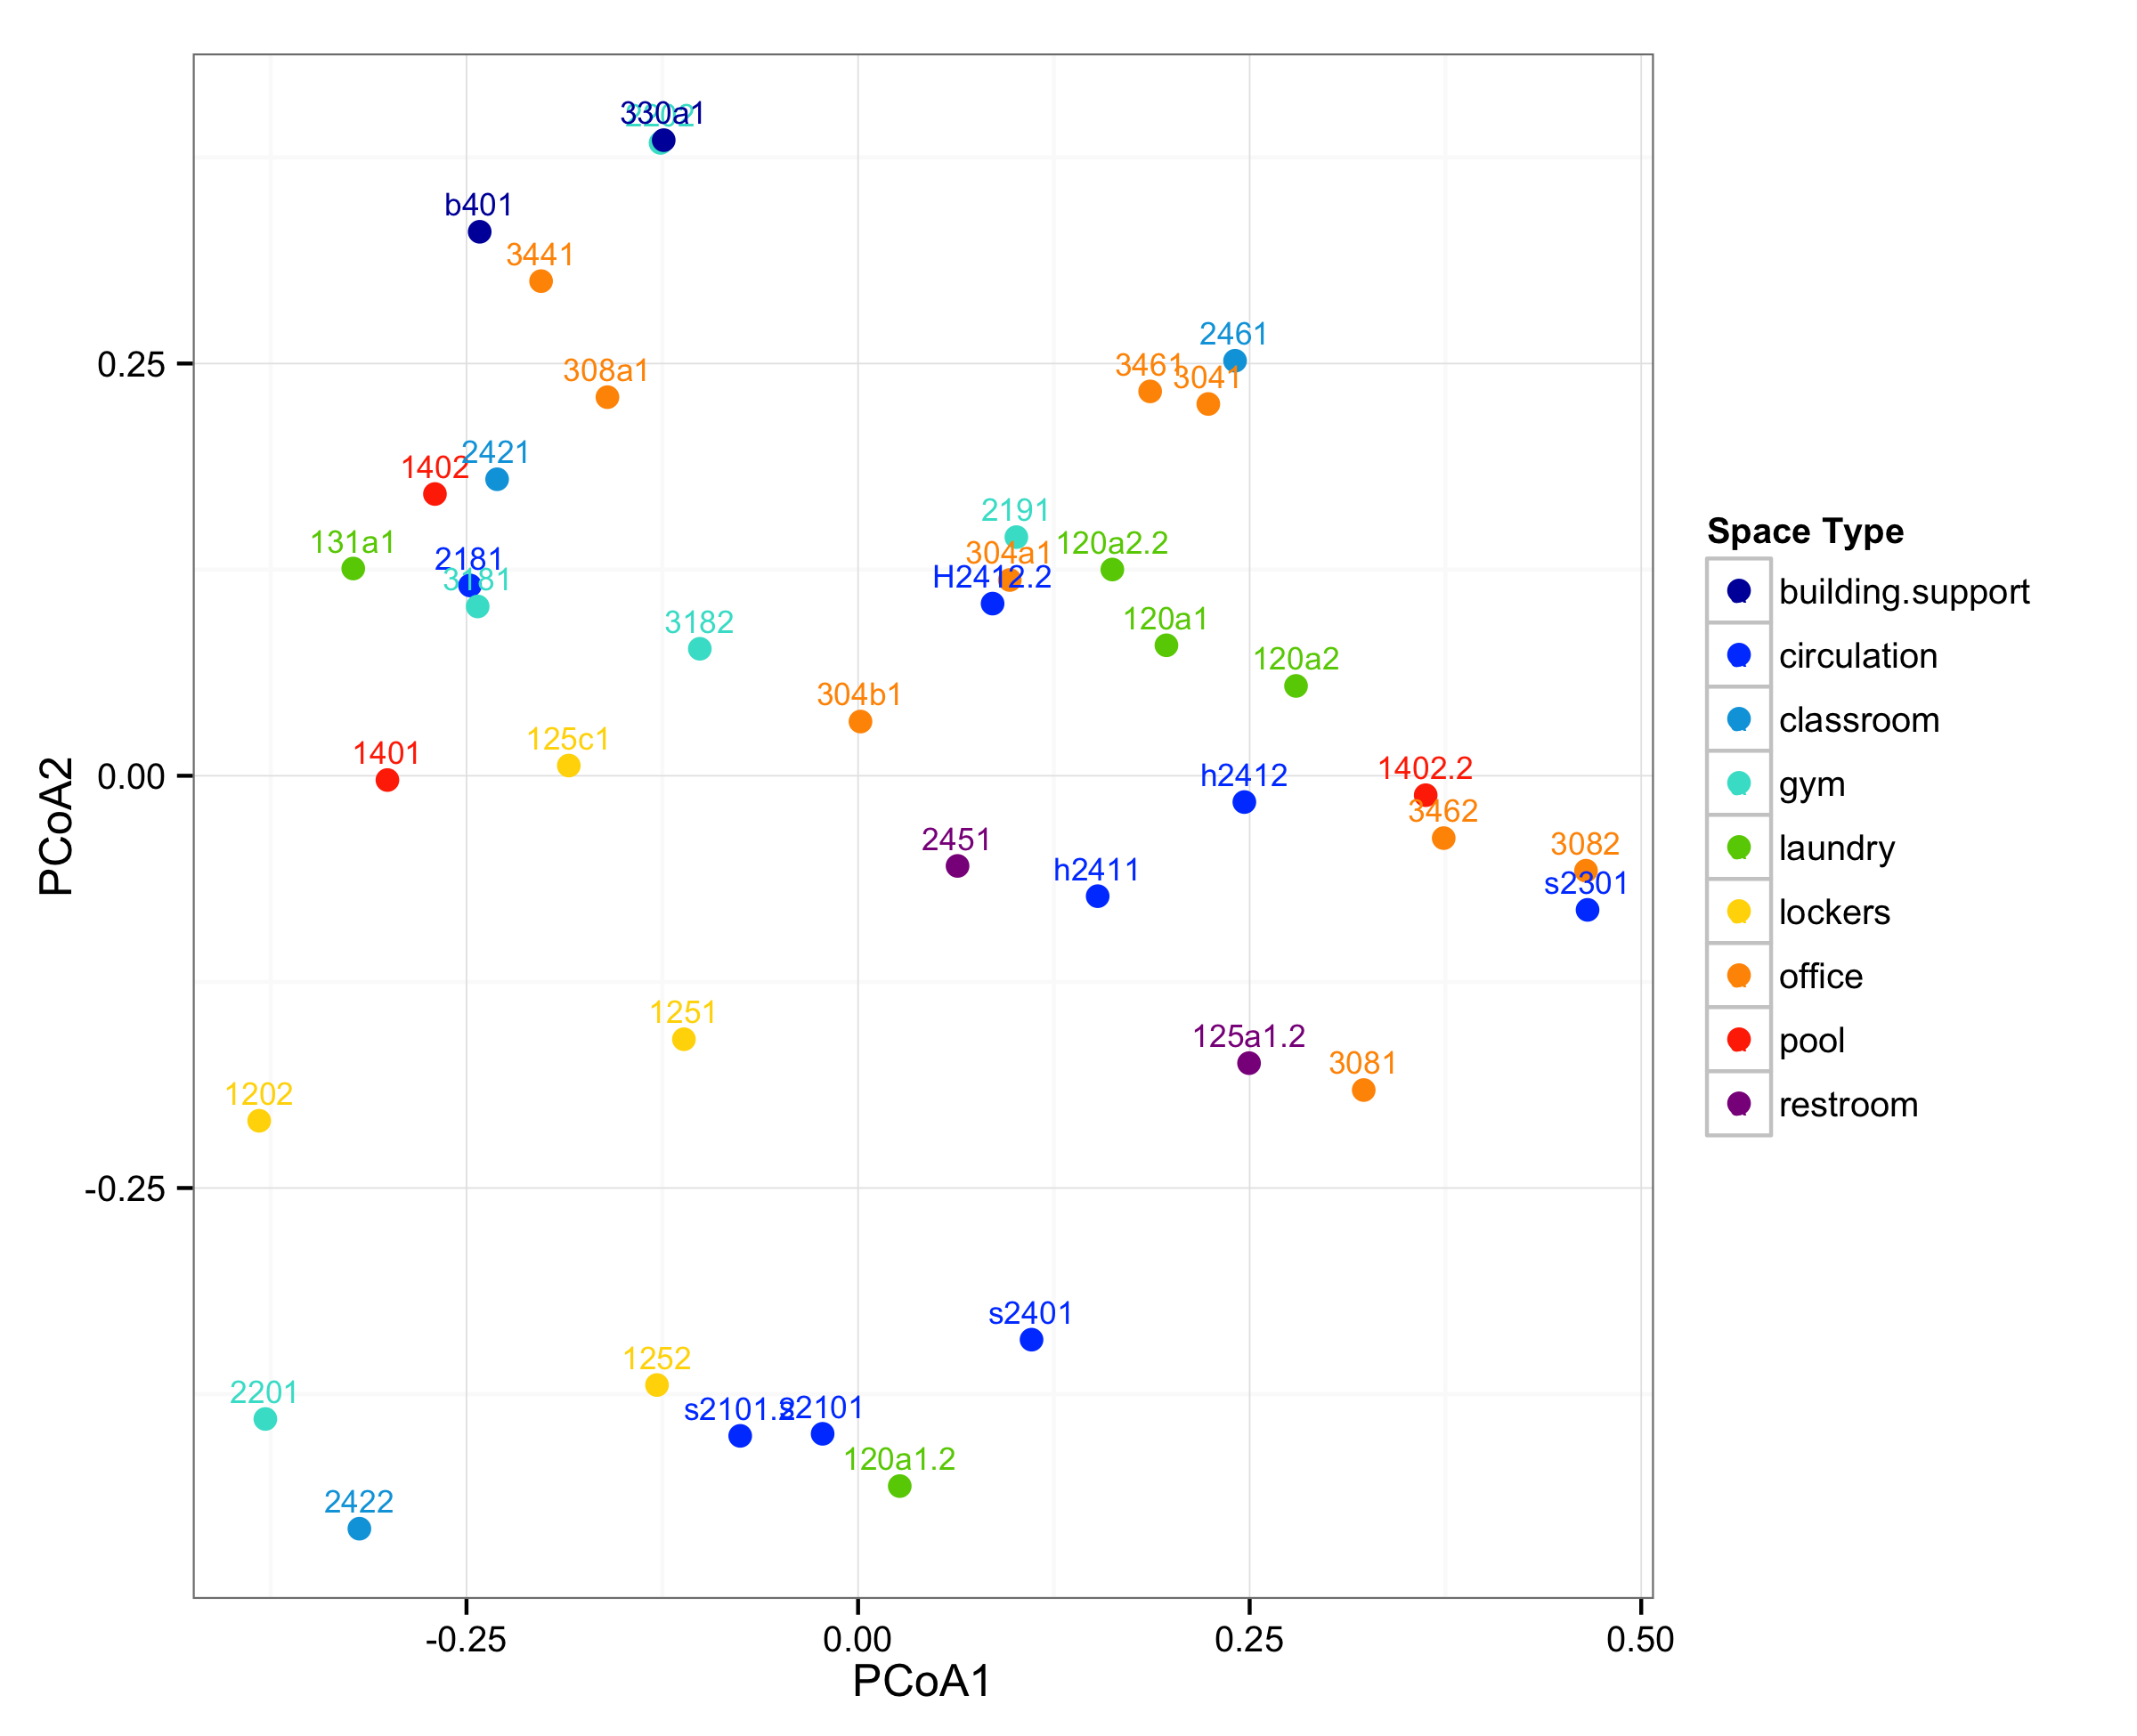 330a1
2202
b401
3441
2461
0.25
308a1
3461
3041
2421
1402
2191
131a1
120a2.2
2181
304a1
3181
H2412.2
3182
120a1
120a2
304b1
125c1
1401
0.00
h2412
1402.2
3462
2451
3082
h2411
s2301
1251
125a1.2
3081
1202
-0.25
s2401
1252
2201
s2101.2
s2101
120a1.2
2422
-0.25
0.00
0.25
0.50
PCoA1
PCoA2
Space Type
building.support
circulation
classroom
gym
laundry
lockers
office
pool
restroom